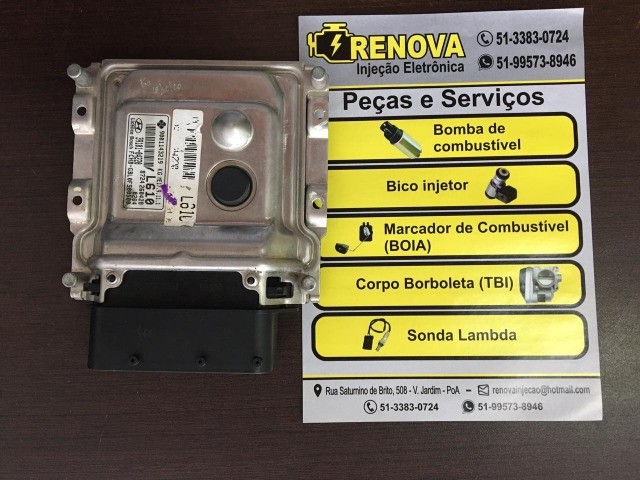 RENOVA
Injeção Eletrônica
51-3383-0724
51-99573-8946
Peças e Serviços
Bomba de
combustível
Bico injetor
Marcador de Combustível
(BOIA)
Corpo Borboleta (TBI)
Sonda Lambda
Rua Saturnino de Brito, 508 - V. Jardim - PoA
renovainjecao@hotmail.com
51-3383-0724
51-99573-8946
L610